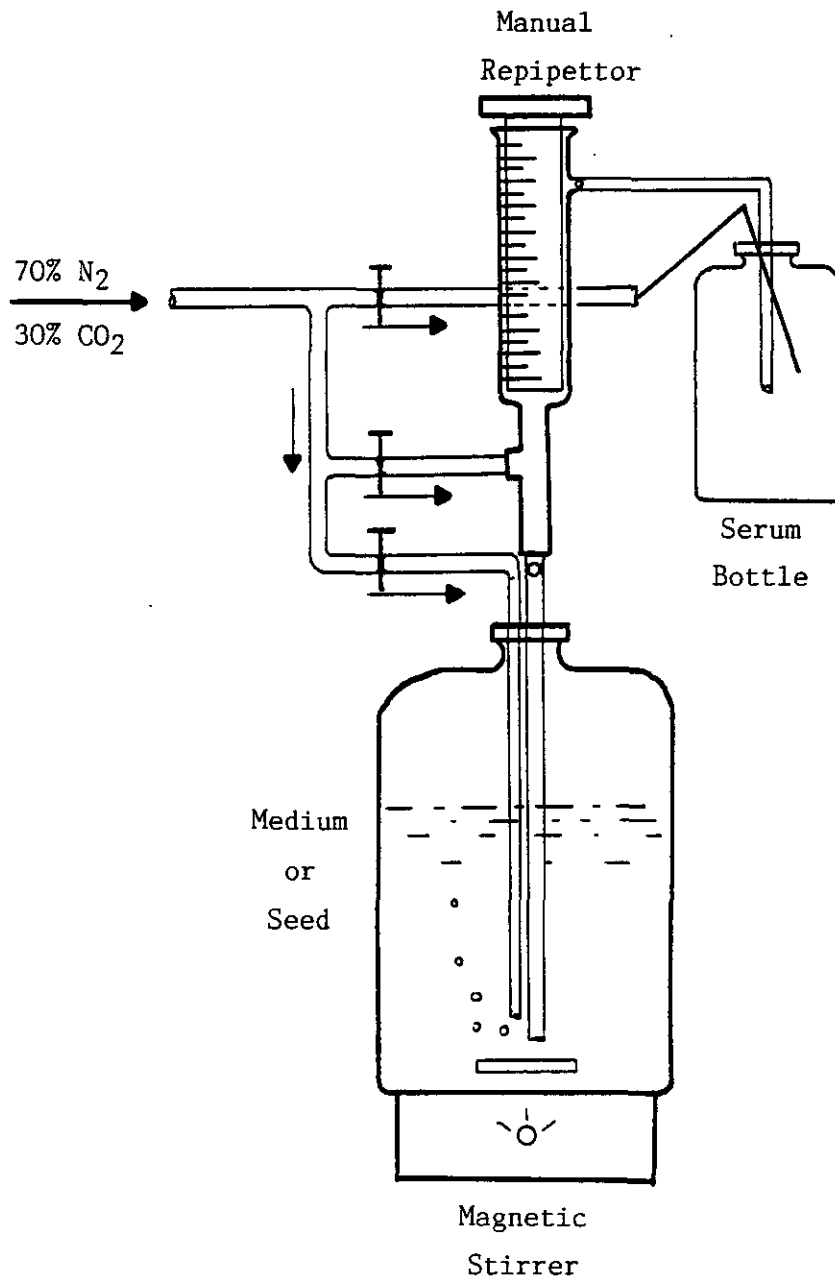 Manual
Repipettor
70% N2
30% CO2
Serum
Bottle
Medium
or
Seed
Magnetic
Stirrer